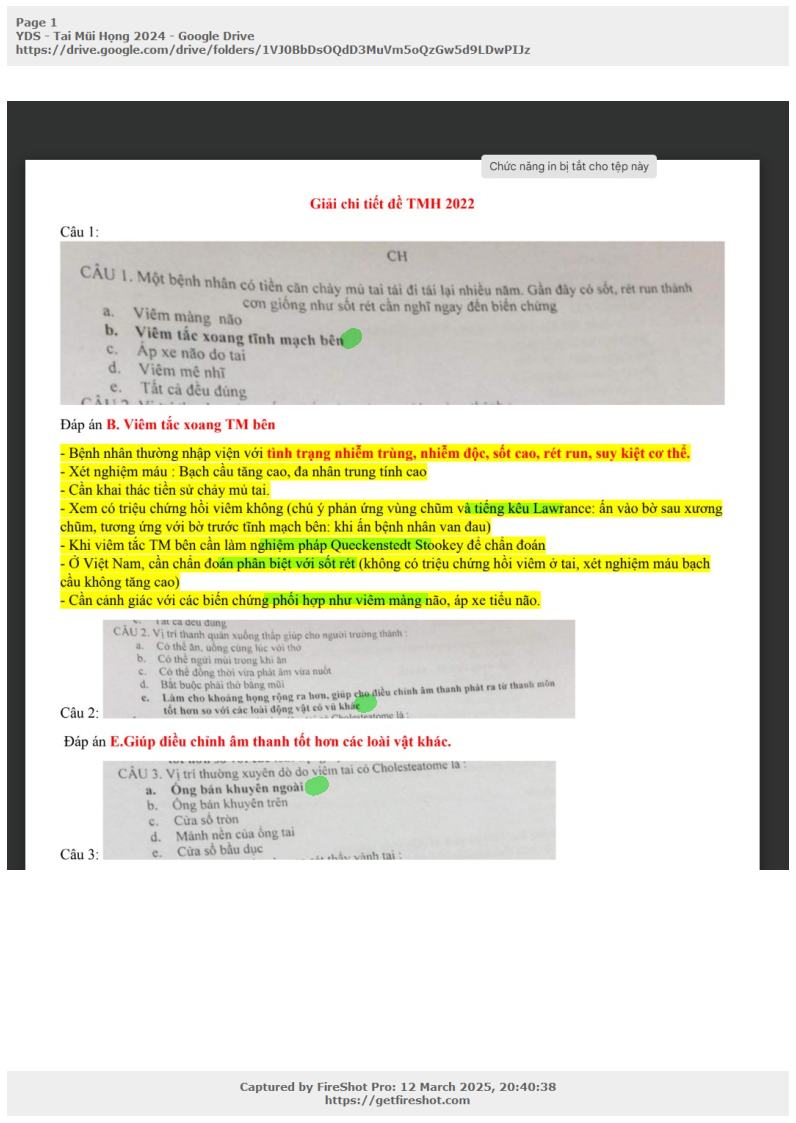 Page 1
YDS - Tai Mũi Họng 2024 - Google Drive
https://drive.google.com/drive/folders/1VJ0BbDsOQdD3MuVm5oQzGw5d9LDwPIJz
Chức năng in bị tắt cho tệp này
Giải chi tiết đề TMH 2022
Câu 1:
CH
CÂU 1. Một bệnh nhân có tiền căn chảy mủ tai tái đi tái lại nhiều năm. Gần đây có sốt, rét run thành
cơn giống như sốt rét cần nghĩ ngay đến biến chứng
a. Viêm màng não
b. Viêm tắc xoang tĩnh mạch bên
c. Áp xe não do tai
d. Viêm mê nhĩ
e. Tất cả đều đúng
Đáp án B. Viêm tắc xoang TM bên
- Bệnh nhân thường nhập viện với tình trạng nhiễm trùng, nhiễm độc, sốt cao, rét run, suy kiệt cơ thể.
- Xét nghiệm máu : Bạch cầu tăng cao, đa nhân trung tính cao
- Cần khai thác tiền sử chảy mủ tai.
- Xem có triệu chứng hồi viêm không (chú ý phản ứng vùng chũm và tiếng kêu Lawrance: ấn vào bờ sau xương
chũm, tương ứng với bờ trước tĩnh mạch bên: khi ấn bệnh nhân van đau)
- Khi viêm tắc TM bên cần làm nghiệm pháp Queckenstedt Stookey để chẩn đoán
- Ở Việt Nam, cần chẩn đoán phân biệt với sốt rét (không có triệu chứng hồi viêm ở tai, xét nghiệm máu bạch
cầu không tăng cao)
- Cần cảnh giác với các biến chứng phối hợp như viêm màng não, áp xe tiểu não.
e. Tất cả đều đúng
CÂU 2. Vị trí thanh quản xuống thấp giúp cho người trưởng thành :
a. Có thể ăn, uống cùng lúc với thở
b. Có thể ngửi mùi trong khi ăn
c. Có thể đồng thời vừa phát âm vừa nuốt
d. Bắt buộc phải thở bằng mũi
e. Làm cho khoảng họng rộng ra hơn, giúp cho điều chỉnh âm thanh phát ra từ thanh môn
Câu 2: tốt hơn so với các loài động vật có vú khác
Cholesteatome là :
Đáp án E.Giúp điều chỉnh âm thanh tốt hơn các loài vật khác.
CÂU 3. Vị trí thường xuyên dò do viêm tai có Cholesteatome là :
a. Ống bán khuyên ngoài
b. Ống bán khuyên trên
c. Cửa sổ tròn
d. Mảnh nền của ống tai
Câu 3: e. Cửa sổ bầu dục
thấy vành tai :
Captured by FireShot Pro: 12 March 2025, 20:40:38
https://getfireshot.com